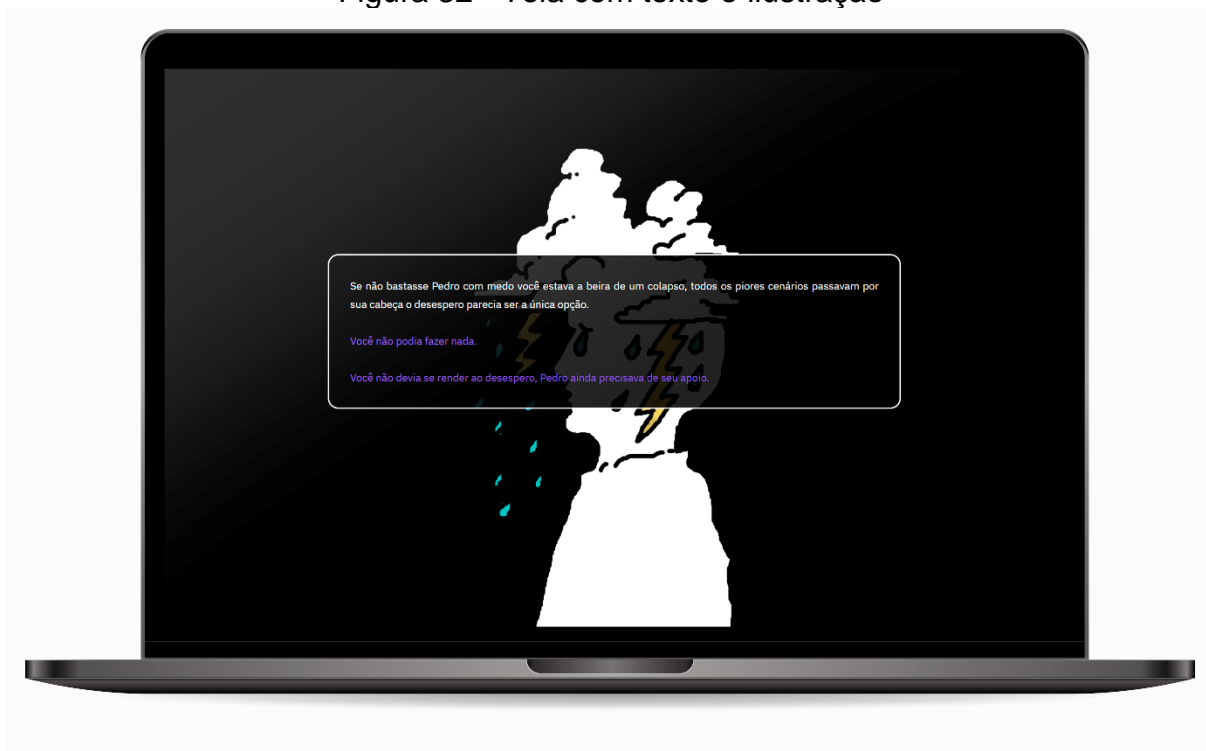 Figura 32 - Tela com texto e ilustração
Se não bastasse Pedro com medo você estava a beira de um colapso, todos os piores cenários passavam por
sua cabeça o desespero parecia ser a única opção.
Você não podia fazer nada.
Você não devia se render ao desespero, Pedro ainda precisava de seu apoio.